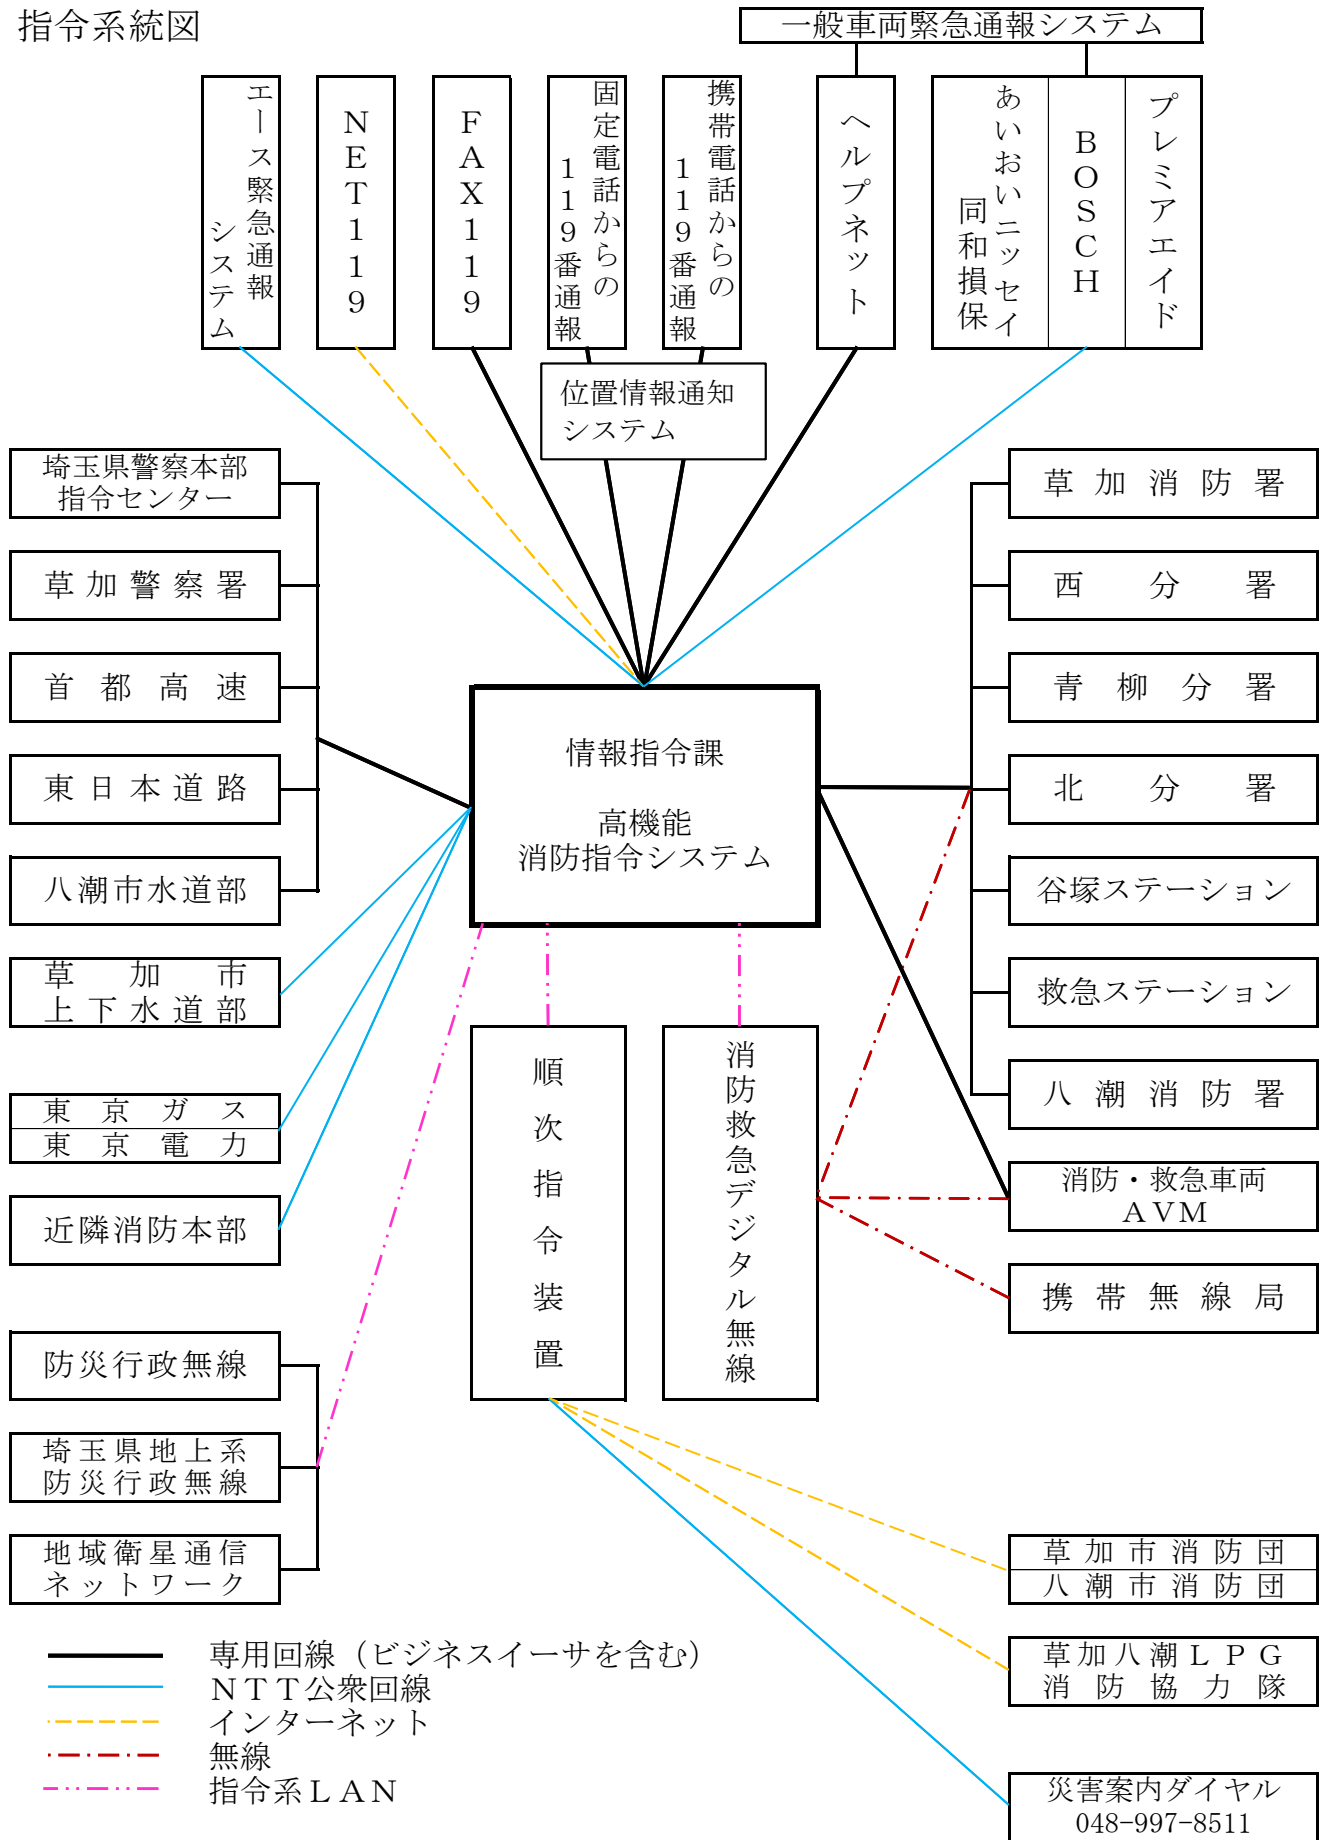 指令系統図
一般車両緊急通報システム
エース緊急通報
システム
NET119
FAX119
固定電話からの
119番通報
携帯電話からの
119番通報
ヘルプネット
あいおいニッセイ
同和損保
BOSCH
プレミアエイド
位置情報通知
システム
埼玉県警察本部
指令センター
草加警察署
首都高速
東日本道路
八潮市水道部
草加市
上下水道部
東京ガス
東京電力
近隣消防本部
防災行政無線
埼玉県地上系
防災行政無線
地域衛星通信
ネットワーク
情報指令課
高機能
消防指令システム
順次指令装置
消防救急デジタル無線
草加消防署
西分署
青柳分署
北分署
谷塚ステーション
救急ステーション
八潮消防署
消防・救急車両
AVM
携帯無線局
草加市消防団
八潮市消防団
草加八潮LPG
消防協力隊
災害案内ダイヤル
048-997-8511
専用回線（ビジネスイーサを含む）
NTT公衆回線
インターネット
無線
指令系LAN